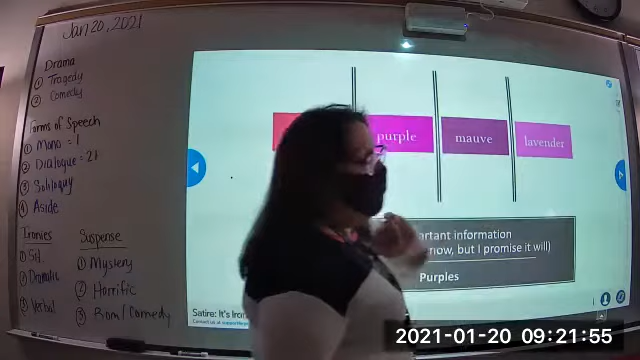 Jan 20, 2021
Drama
① Tragedy
② Comedy
Forms of Speech
① Mono = 1
② Dialogue = 2+
③ Soliloquy
④ Aside
Ironies
① Sit.
② Dramatic
③ Verbal
Suspense
① Mystery
② Horrific
③ Rom/Comedy
purple
mauve
lavender
rtant information
now, but I promise it will)
Purples
Satire: It's Iron
2021-01-20 09:21:55